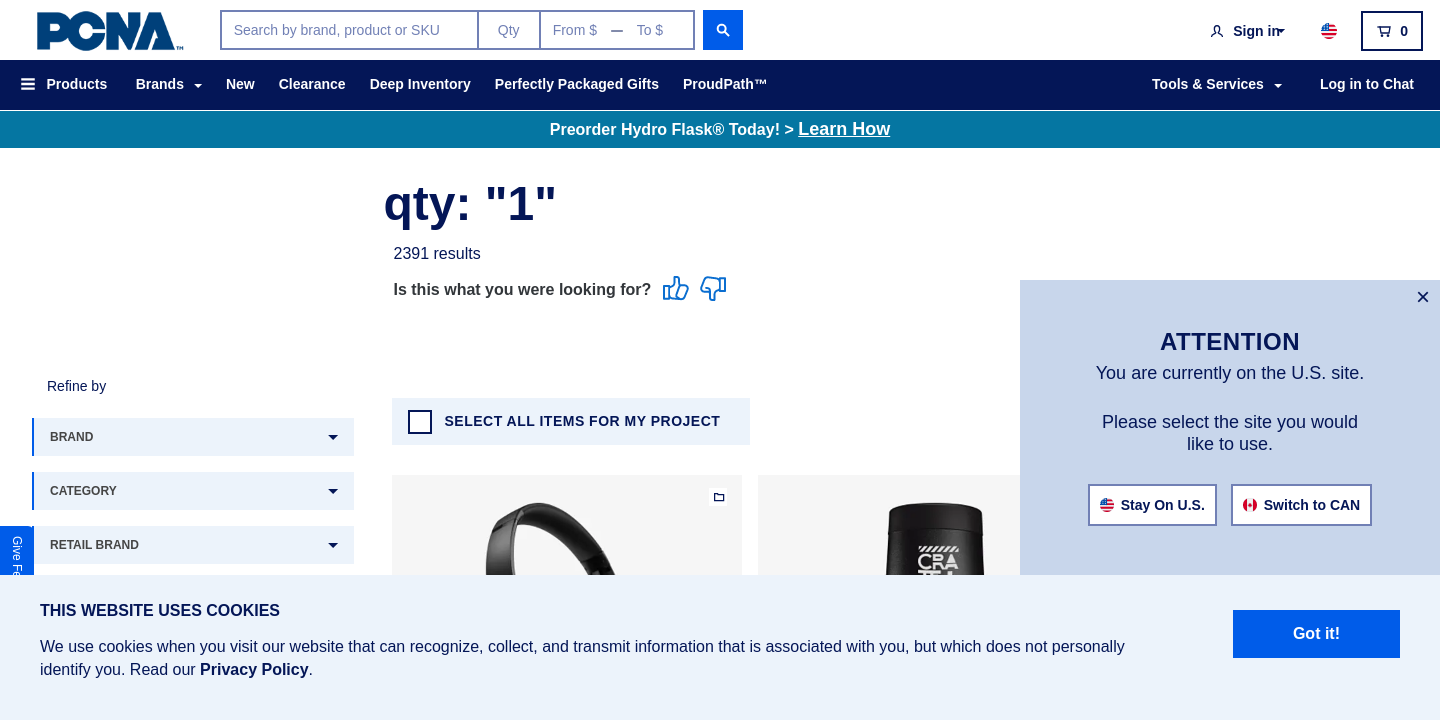 PCNA™
Search by brand, product or SKU
Qty
From $ — To $
Sign in
0
Products
Brands
New
Clearance
Deep Inventory
Perfectly Packaged Gifts
ProudPath™
Tools & Services
Log in to Chat
Preorder Hydro Flask® Today! > Learn How
qty: "1"
2391 results
Is this what you were looking for?
×
ATTENTION
You are currently on the U.S. site.
Please select the site you would
like to use.
Stay On U.S.
Switch to CAN
Refine by
BRAND
CATEGORY
RETAIL BRAND
SELECT ALL ITEMS FOR MY PROJECT
CRA
Give Fe
THIS WEBSITE USES COOKIES
We use cookies when you visit our website that can recognize, collect, and transmit information that is associated with you, but which does not personally
identify you. Read our Privacy Policy.
Got it!